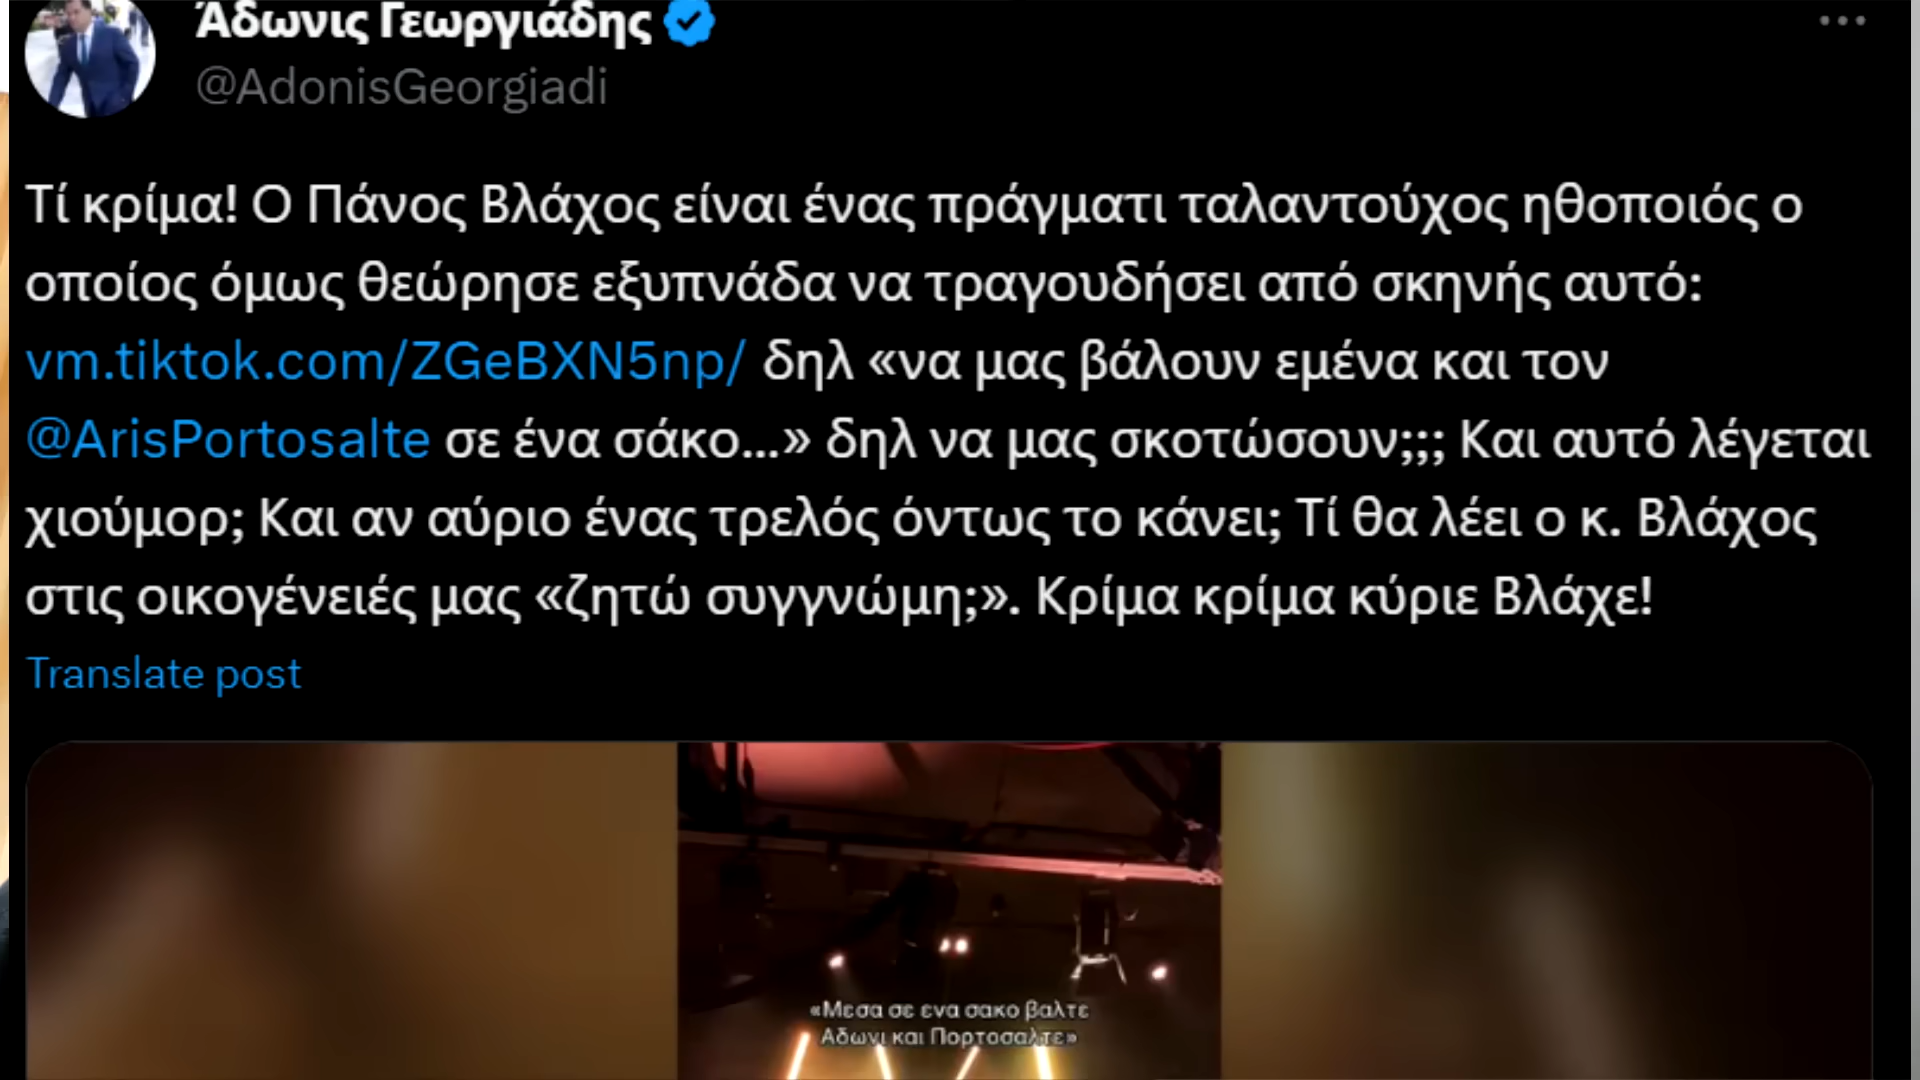 Άδωνις Γεωργιάδης
@AdonisGeorgiadi
Τί κρίμα! Ο Πάνος Βλάχος είναι ένας πράγματι ταλαντούχος ηθοποιός ο
οποίος όμως θεώρησε εξυπνάδα να τραγουδήσει από σκηνής αυτό:
vm.tiktok.com/ZGeBXN5np/ δηλ «να μας βάλουν εμένα και τον
@ArisPortosalte σε ένα σάκο...» δηλ να μας σκοτώσουν;;; Και αυτό λέγεται
χιούμορ; Και αν αύριο ένας τρελός όντως το κάνει; Τί θα λέει ο κ. Βλάχος
στις οικογένειές μας «ζητώ συγγνώμη;». Κρίμα κρίμα κύριε Βλάχε!
Translate post
«Μεσα σε ενα σακο βαλτε
Αδωνι και Πορτοσαλτε»